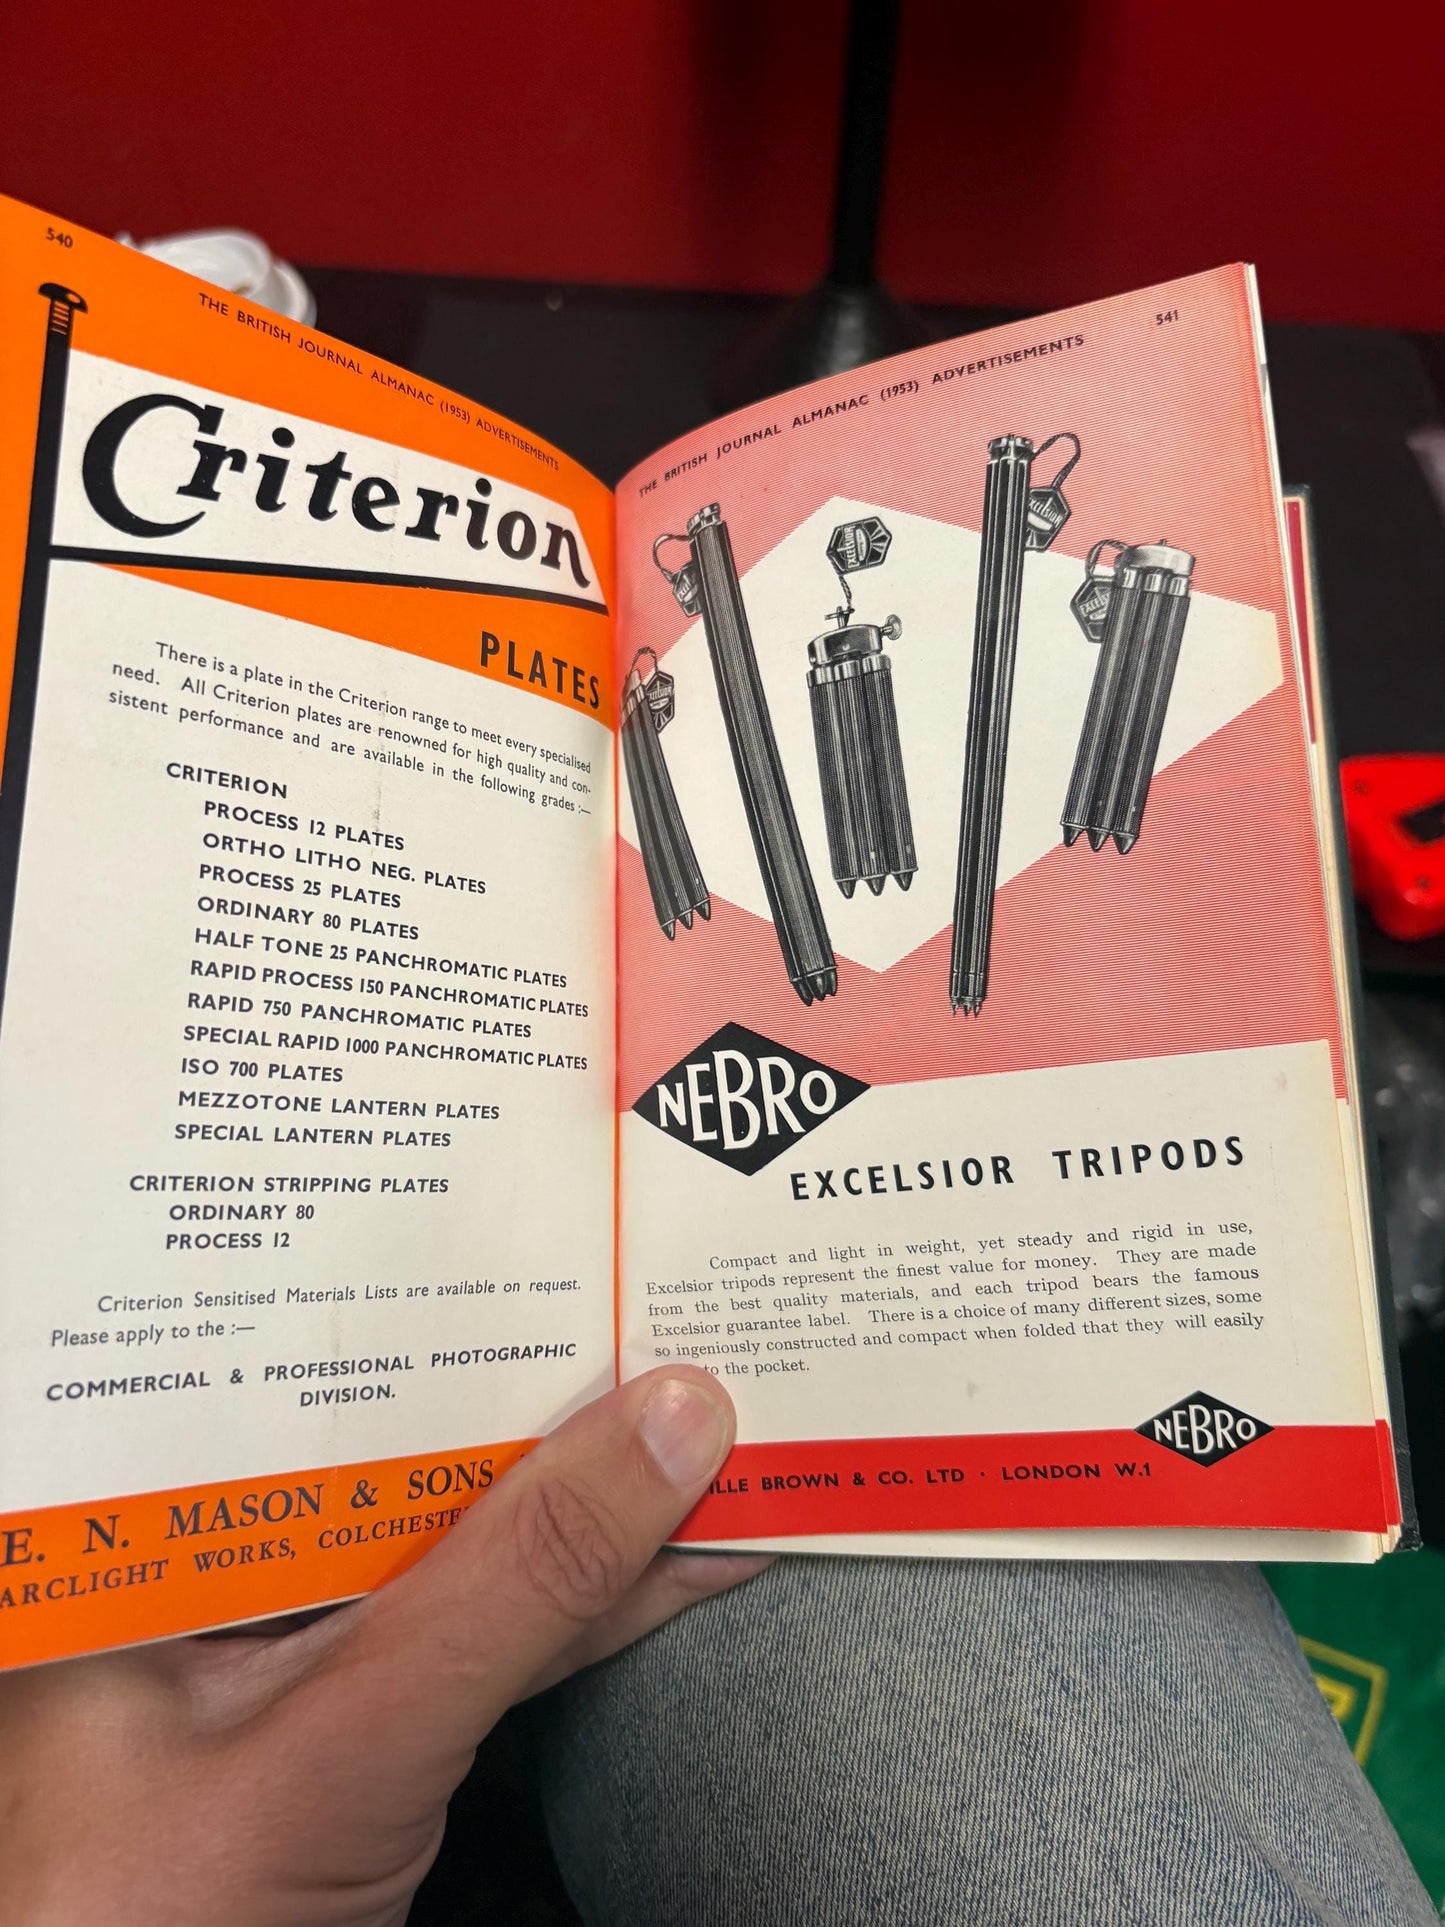 540
THE BRITISH JOURNAL ALMANAC (1953) ADVERTISEMENTS
Criterion
PLATES
There is a plate in the Criterion range to meet every specialised
need. All Criterion plates are renowned for high quality and con-
sistent performance and are available in the following grades :—
CRITERION
PROCESS 12 PLATES
ORTHO LITHO NEG. PLATES
PROCESS 25 PLATES
ORDINARY 80 PLATES
HALF TONE 25 PANCHROMATIC PLATES
RAPID PROCESS 150 PANCHROMATIC PLATES
RAPID 750 PANCHROMATIC PLATES
SPECIAL RAPID 1000 PANCHROMATIC PLATES
ISO 700 PLATES
MEZZOTONE LANTERN PLATES
SPECIAL LANTERN PLATES
CRITERION STRIPPING PLATES
ORDINARY 80
PROCESS 12
Criterion Sensitised Materials Lists are available on request.
Please apply to the :—
COMMERCIAL & PROFESSIONAL PHOTOGRAPHIC
DIVISION.
E. N. MASON & SONS
ARCLIGHT WORKS, COLCHESTE
541
THE BRITISH JOURNAL ALMANAC (1953) ADVERTISEMENTS
EXCELSIOR
EXCELSIOR
EXCELSIOR
NEBRO
EXCELSIOR TRIPODS
Compact and light in weight, yet steady and rigid in use,
Excelsior tripods represent the finest value for money. They are made
from the best quality materials, and each tripod bears the famous
Excelsior guarantee label. There is a choice of many different sizes, some
so ingeniously constructed and compact when folded that they will easily
to the pocket.
NEBRO
ILLE BROWN & CO. LTD · LONDON W.1